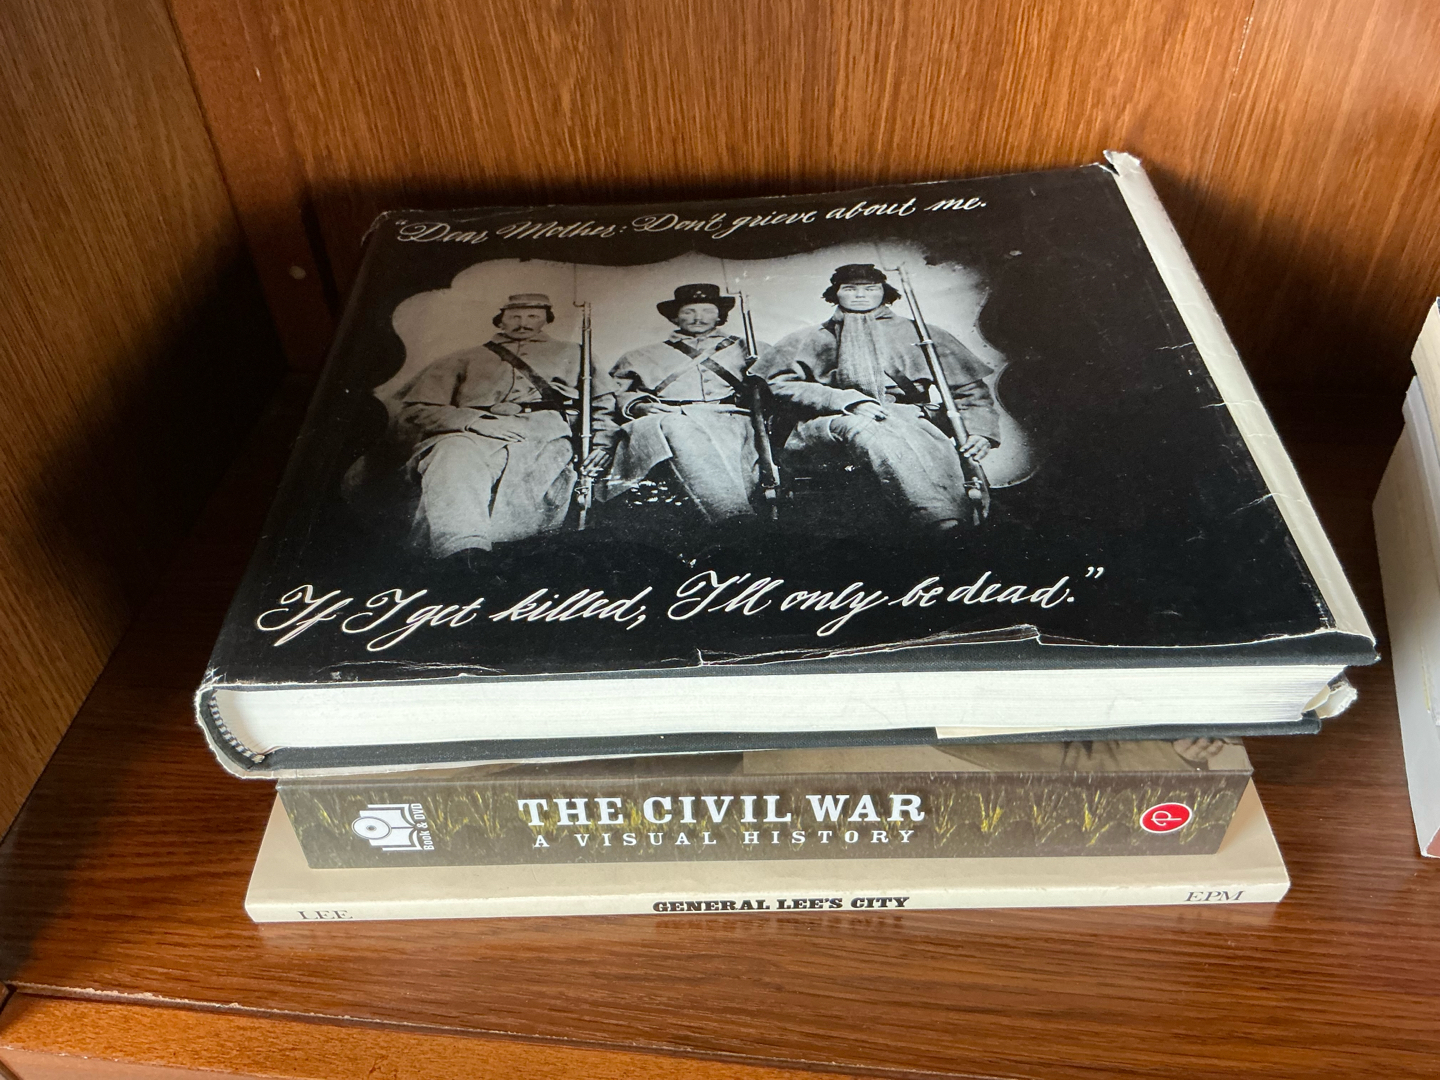 “Dear Mother: Don't grieve about me.
If I get killed, I'll only be dead.”
Book & DVD
THE CIVIL WAR
A VISUAL HISTORY
LEE
GENERAL LEE'S CITY
EPM